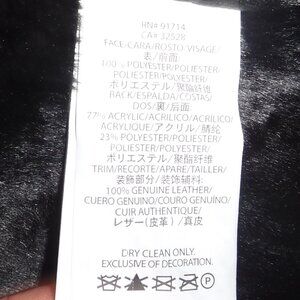 RN# 91714
CA# 32528
FACE/CARA/ROSTO VISAGE/
表/前面:
100% POLYESTER/POLIESTER/
POLIÉSTER/POLYESTER/
ポリエステル/聚酯纤维
BACK/ESPALDA/COSTAS/
DOS/裏/后面:
77% ACRYLIC/ACRILICO/ACRÍLICO/
ACRYLIQUE/アクリル/腈纶
23% POLYESTER/POLIESTER/
POLIÉSTER/POLYESTER/
ポリエステル/聚酯纤维
TRIM/RECORTE/APARE/TAILLER/
装飾部分/装饰辅料:
100% GENUINE LEATHER/
CUERO GENUINO/COURO GENUÍNO/
CUIR AUTHENTIQUE/
レザー(皮革)/真皮
DRY CLEAN ONLY.
EXCLUSIVE OF DECORATION.
P